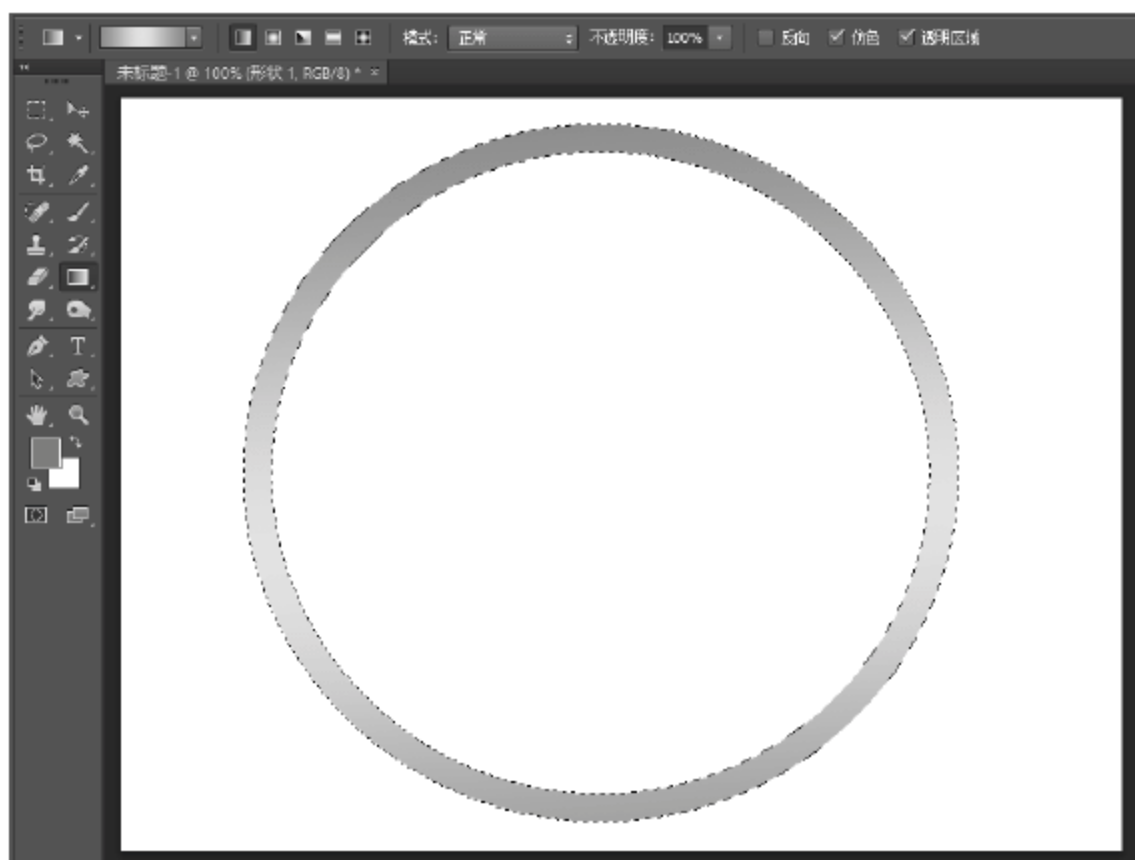 模式： 正常 不透明度： 100% 反向 仿色 透明区域
未标题-1 @ 100% (形状 1, RGB/8) * ×
T